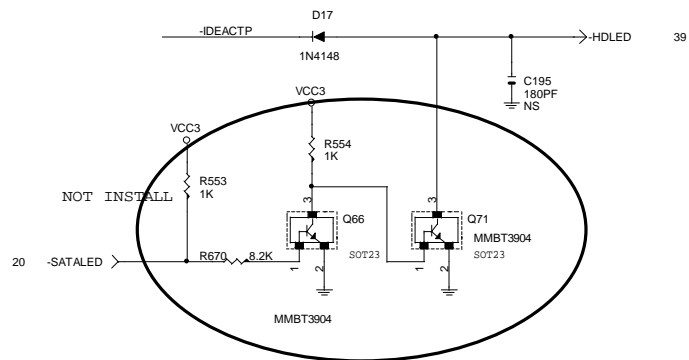 D17
-IDEACTP
-HDLED 39
1N4148
C195
180PF
NS
VCC3
VCC3
R554
1K
R553
1K
NOT INSTALL
3
3
Q66
Q71
MMBT3904
SOT23
SOT23
20 -SATALED
R670 8.2K
1
2
1
2
MMBT3904